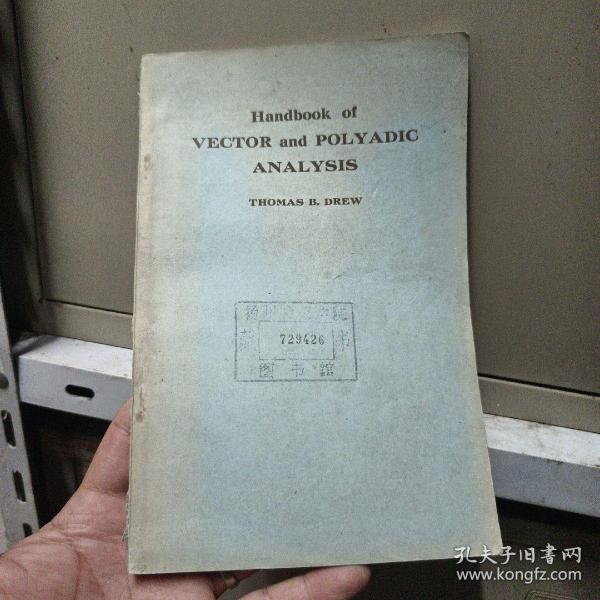 Handbook of
VECTOR and POLYADIC
ANALYSIS
THOMAS B. DREW
729426
图书馆
孔夫子旧书网
www.kongfz.com